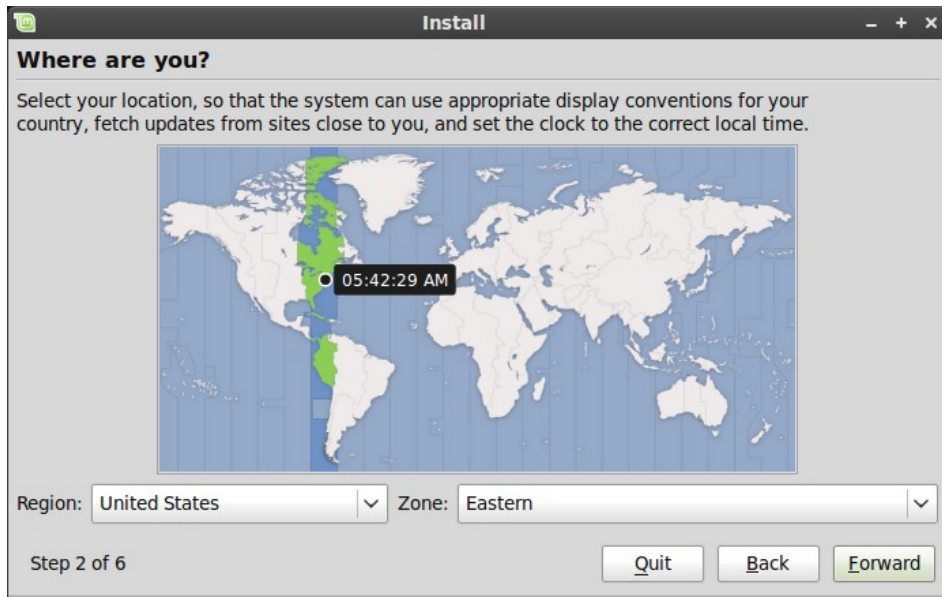 Install
Where are you?
Select your location, so that the system can use appropriate display conventions for your
country, fetch updates from sites close to you, and set the clock to the correct local time.
05:42:29 AM
Region: United States Zone: Eastern
Step 2 of 6 Quit Back Forward